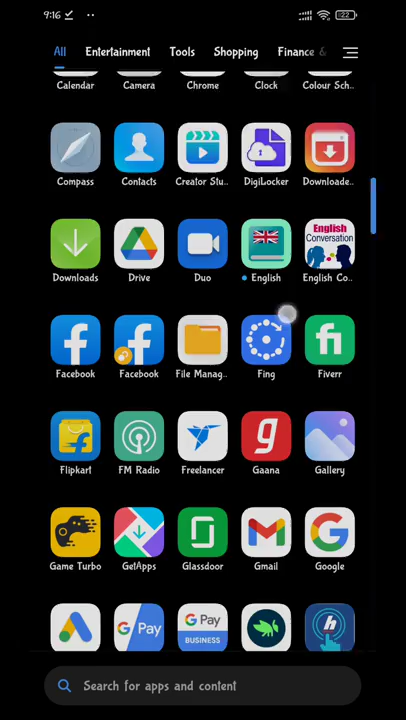 9:16
22
All Entertainment Tools Shopping Finance &
Calendar Camera Chrome Clock Colour Sch..
Compass Contacts Creator Stu.. DigiLocker Downloade..
English
Conversation
Downloads Drive Duo English English Co..
fi
Facebook Facebook File Manag.. Fing Fiverr
g
Flipkart FM Radio Freelancer Gaana Gallery
Game Turbo GetApps Glassdoor Gmail Google
G Pay G Pay h
BUSINESS
Search for apps and content